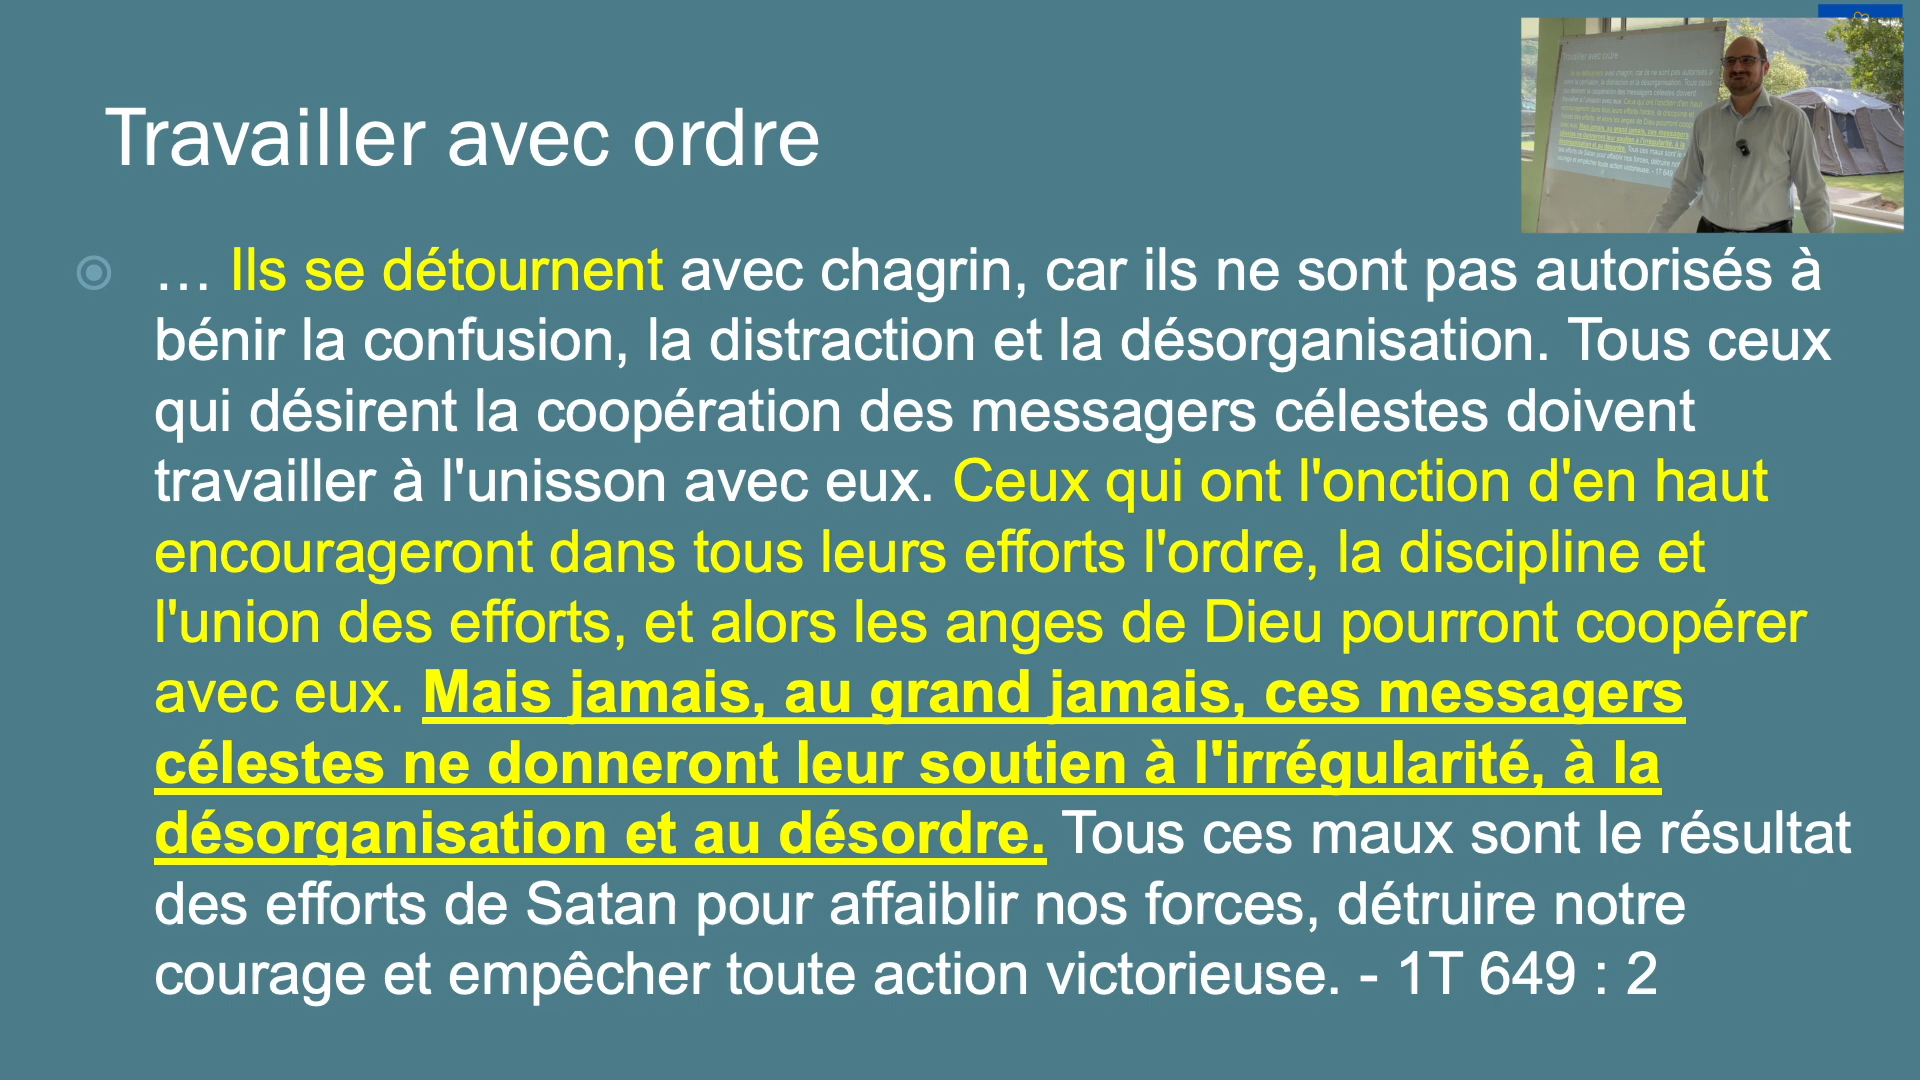 Travailler avec ordre
… Ils se détournent avec chagrin, car ils ne sont pas autorisés à
bénir la confusion, la distraction et la désorganisation. Tous ceux
qui désirent la coopération des messagers célestes doivent
travailler à l'unisson avec eux. Ceux qui ont l'onction d'en haut
encourageront dans tous leurs efforts l'ordre, la discipline et
l'union des efforts, et alors les anges de Dieu pourront coopérer
avec eux. Mais jamais, au grand jamais, ces messagers
célestes ne donneront leur soutien à l'irrégularité, à la
désorganisation et au désordre. Tous ces maux sont le résultat
des efforts de Satan pour affaiblir nos forces, détruire notre
courage et empêcher toute action victorieuse. - 1T 649 : 2